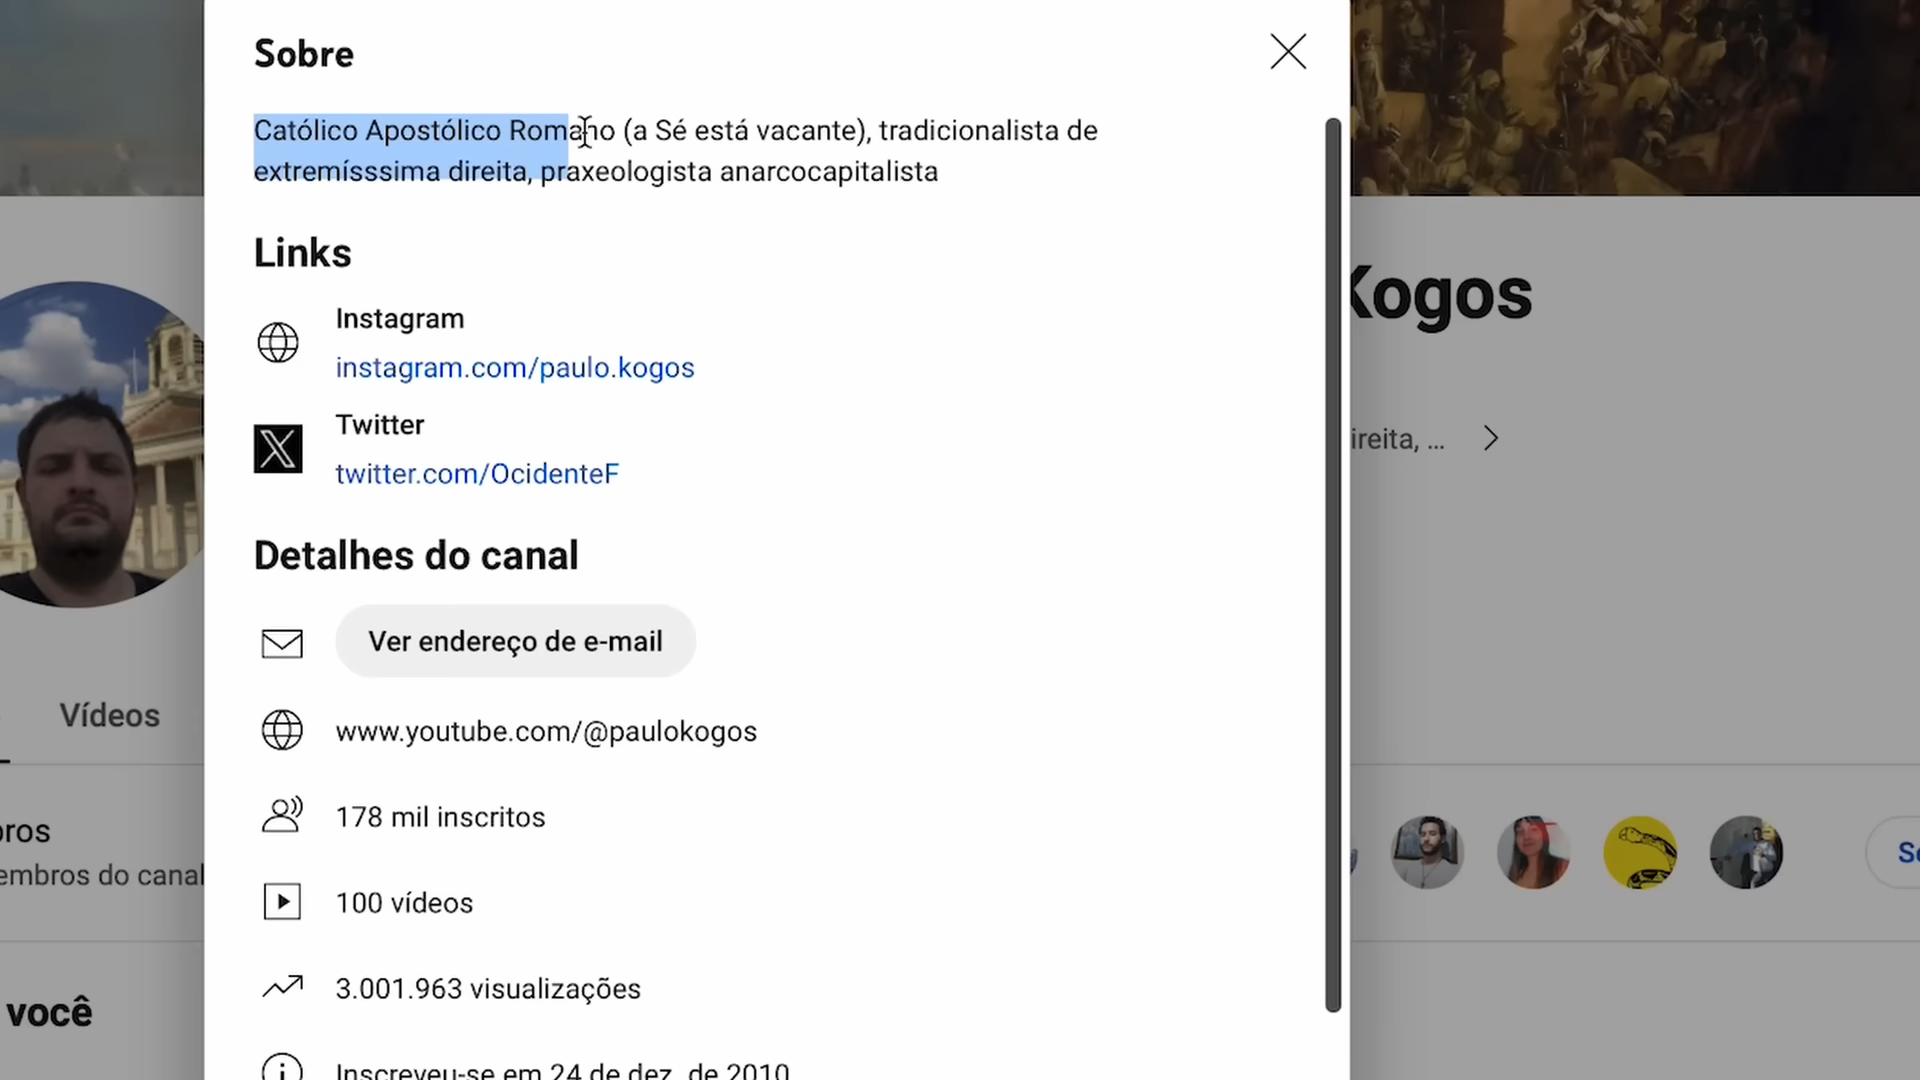 Sobre
Católico Apostólico Romano (a Sé está vacante), tradicionalista de
extremísssima direita, praxeologista anarcocapitalista
Links
Instagram
instagram.com/paulo.kogos
Twitter
twitter.com/OcidenteF
Detalhes do canal
Ver endereço de e-mail
www.youtube.com/@paulokogos
178 mil inscritos
100 vídeos
3.001.963 visualizações
Inscreveu-se em 24 de dez. de 2010
Kogos
ireita, ...
Vídeos
bros
embros do canal
você
Se